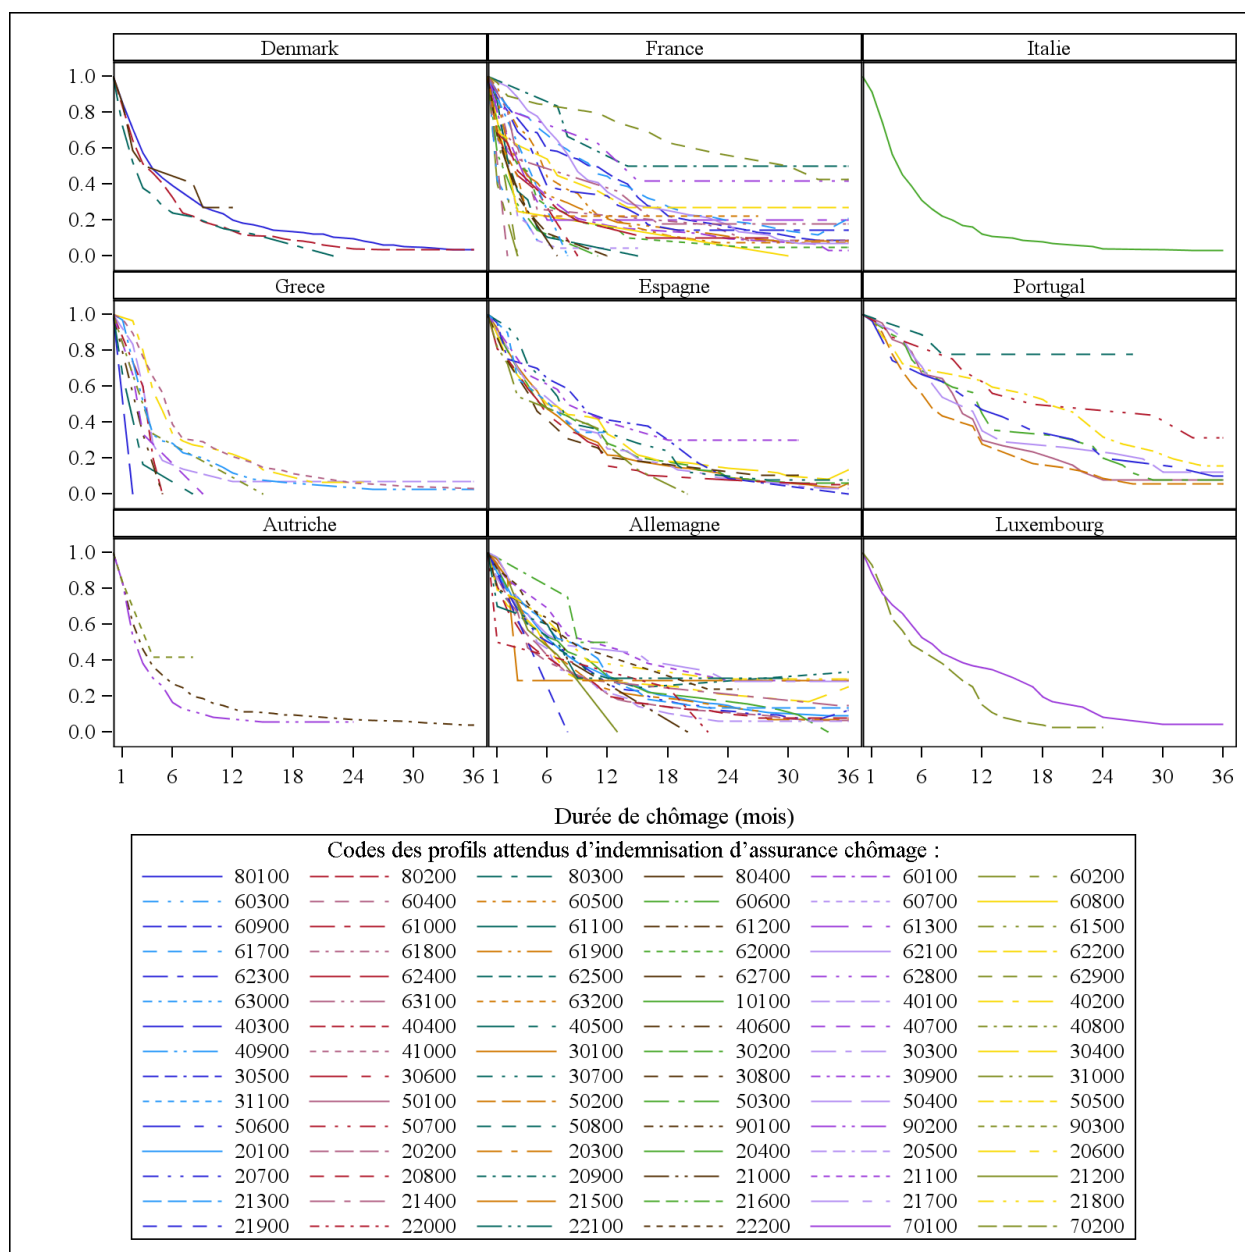 Denmark France Italie
1.0
0.8
0.6
0.4
0.2
0.0
Grece Espagne Portugal
1.0
0.8
0.6
0.4
0.2
0.0
Autriche Allemagne Luxembourg
1.0
0.8
0.6
0.4
0.2
0.0
1 6 12 18 24 30 36 1 6 12 18 24 30 36 1 6 12 18 24 30 36
Durée de chômage (mois)
Codes des profils attendus d’indemnisation d’assurance chômage :
80100 80200 80300 80400 60100 60200
60300 60400 60500 60600 60700 60800
60900 61000 61100 61200 61300 61500
61700 61800 61900 62000 62100 62200
62300 62400 62500 62700 62800 62900
63000 63100 63200 10100 40100 40200
40300 40400 40500 40600 40700 40800
40900 41000 30100 30200 30300 30400
30500 30600 30700 30800 30900 31000
31100 50100 50200 50300 50400 50500
50600 50700 50800 90100 90200 90300
20100 20200 20300 20400 20500 20600
20700 20800 20900 21000 21100 21200
21300 21400 21500 21600 21700 21800
21900 22000 22100 22200 70100 70200